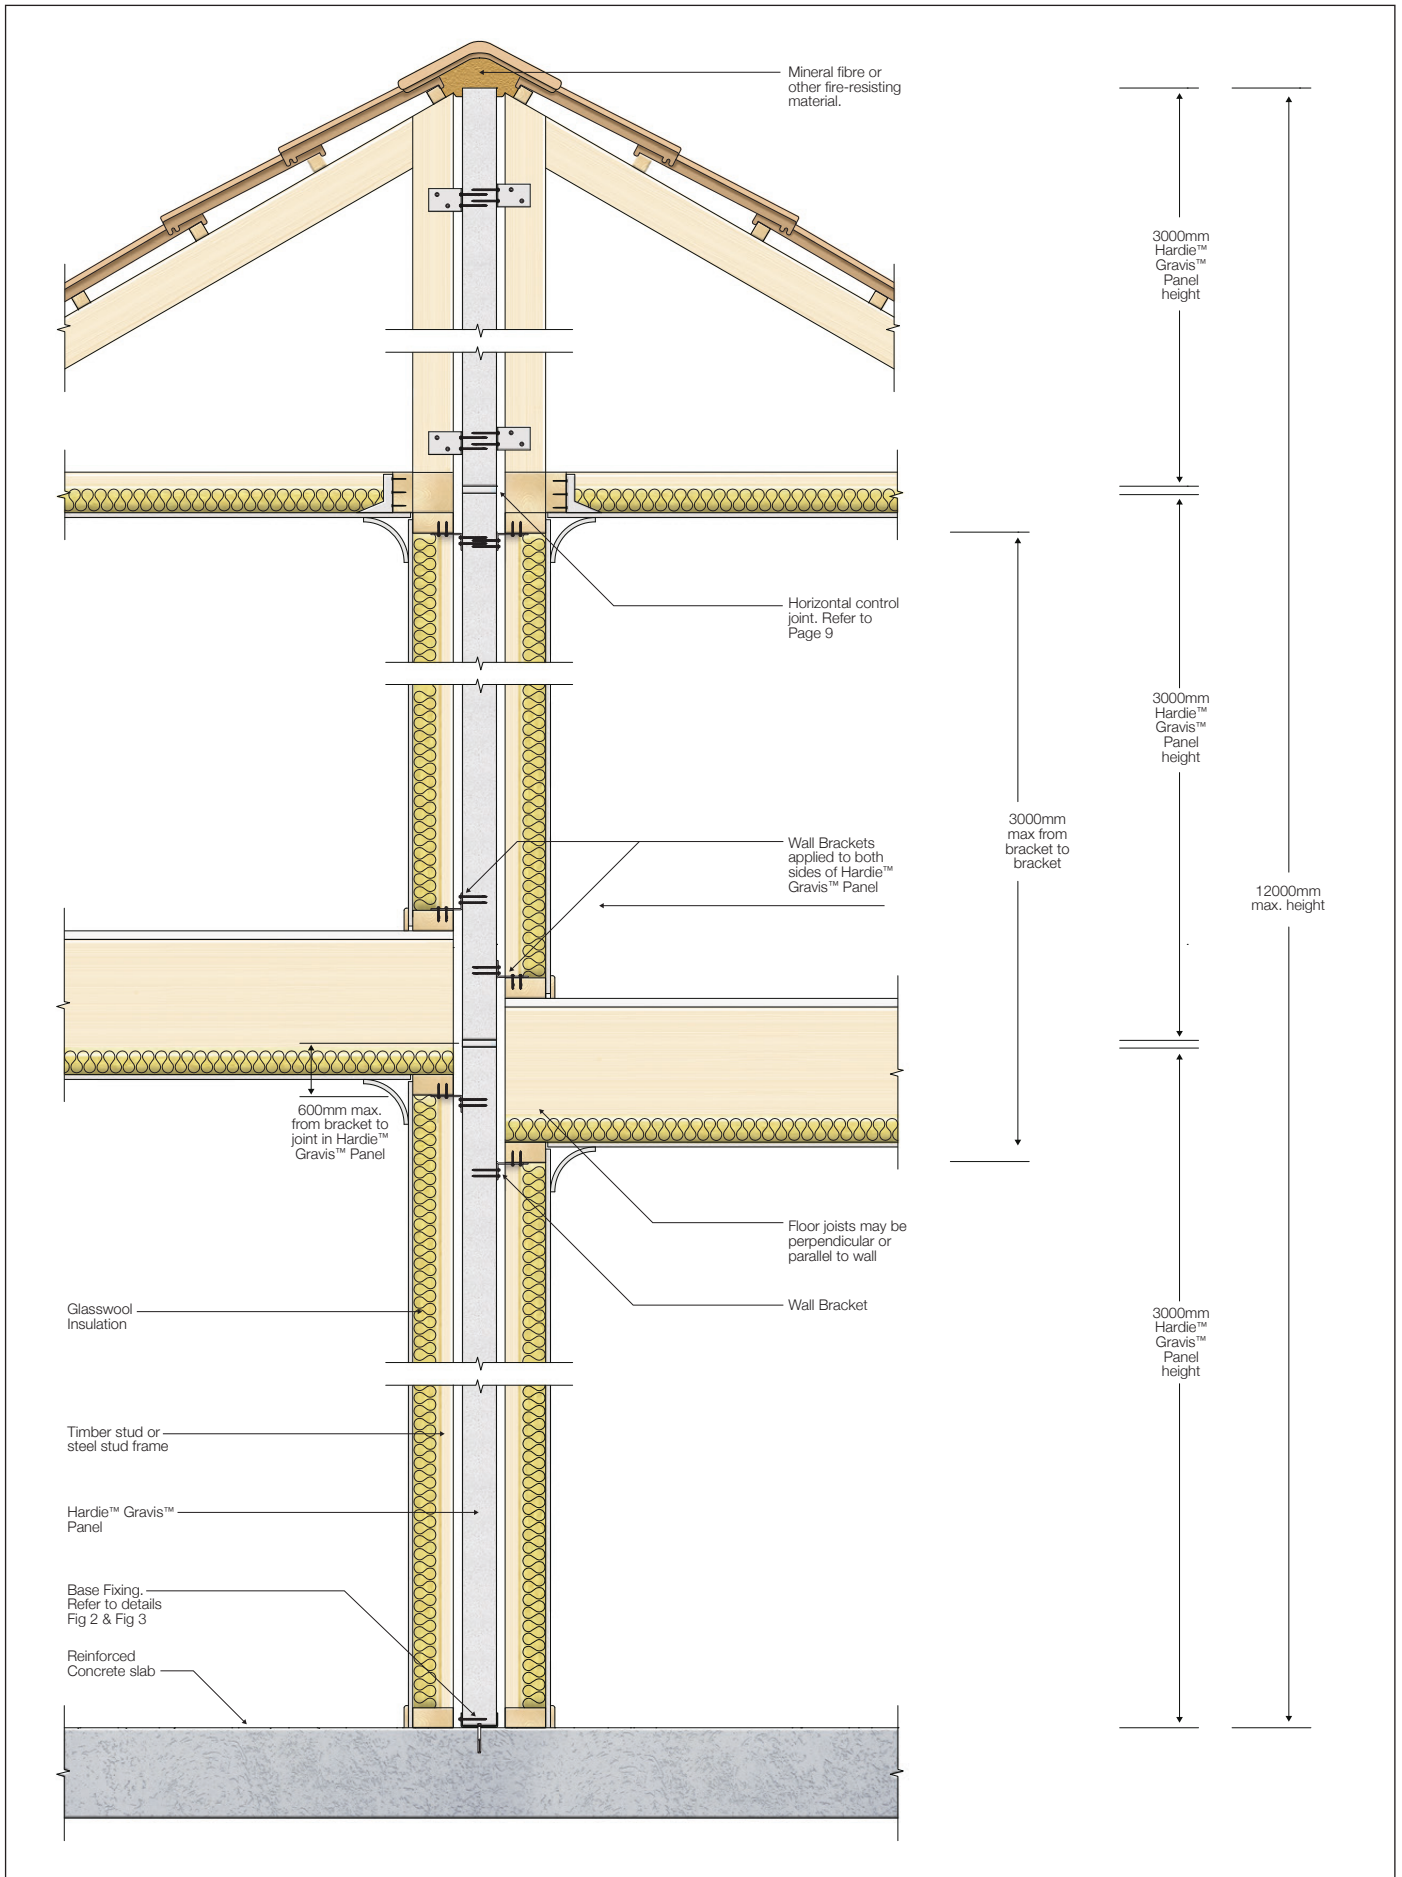 Mineral fibre or
other fire-resisting
material.
3000mm
Hardie™
Gravis™
Panel
height
Horizontal control
joint. Refer to
Page 9
3000mm
Hardie™
Gravis™
Panel
height
3000mm
max from
bracket to
bracket
Wall Brackets
applied to both
sides of Hardie™
Gravis™ Panel
12000mm
max. height
600mm max.
from bracket to
joint in Hardie™
Gravis™ Panel
Floor joists may be
perpendicular or
parallel to wall
Wall Bracket
Glasswool
Insulation
3000mm
Hardie™
Gravis™
Panel
height
Timber stud or
steel stud frame
Hardie™ Gravis™
Panel
Base Fixing.
Refer to details
Fig 2 & Fig 3
Reinforced
Concrete slab